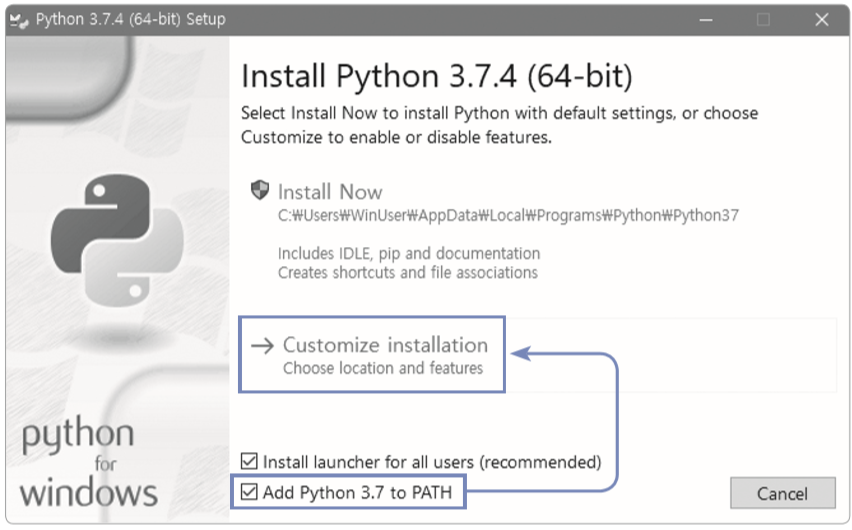 Python 3.7.4 (64-bit) Setup
Install Python 3.7.4 (64-bit)
Select Install Now to install Python with default settings, or choose
Customize to enable or disable features.
Install Now
C:₩Users₩WinUser₩AppData₩Local₩Programs₩Python₩Python37
Includes IDLE, pip and documentation
Creates shortcuts and file associations
Customize installation
Choose location and features
python
for
windows
Install launcher for all users (recommended)
Add Python 3.7 to PATH
Cancel